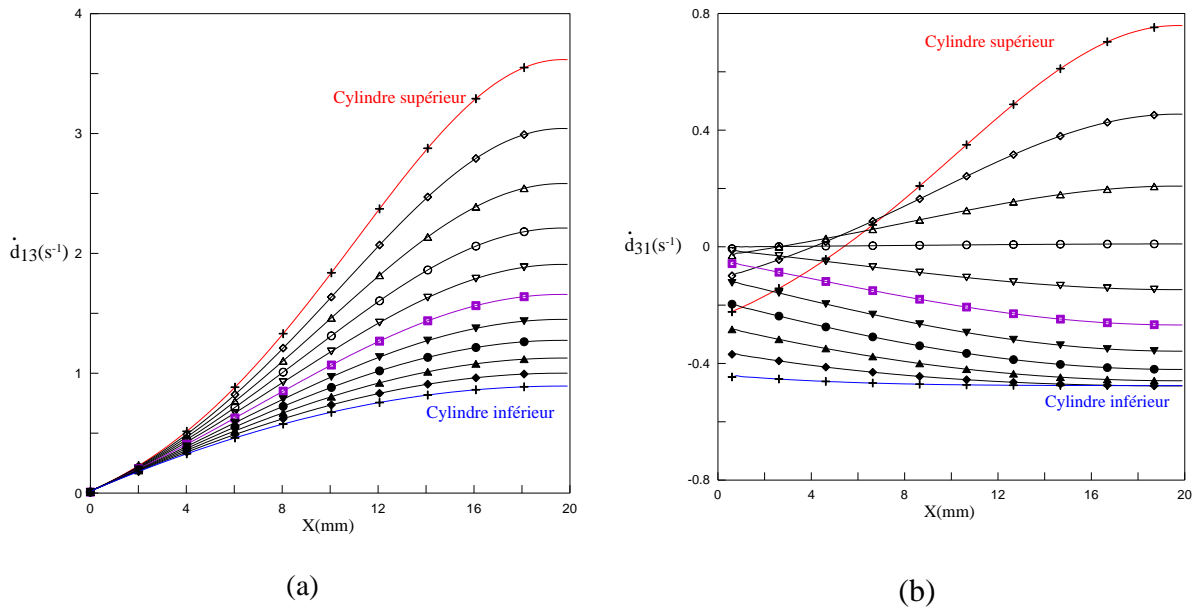 4
3
2
1
0
ḋ13(s-1)
Cylindre supérieur
Cylindre inférieur
0 4 8 12 16 20
X(mm)
(a)
0.8
0.4
0
-0.4
-0.8
ḋ31(s-1)
Cylindre supérieur
Cylindre inférieur
0 4 8 12 16 20
X(mm)
(b)